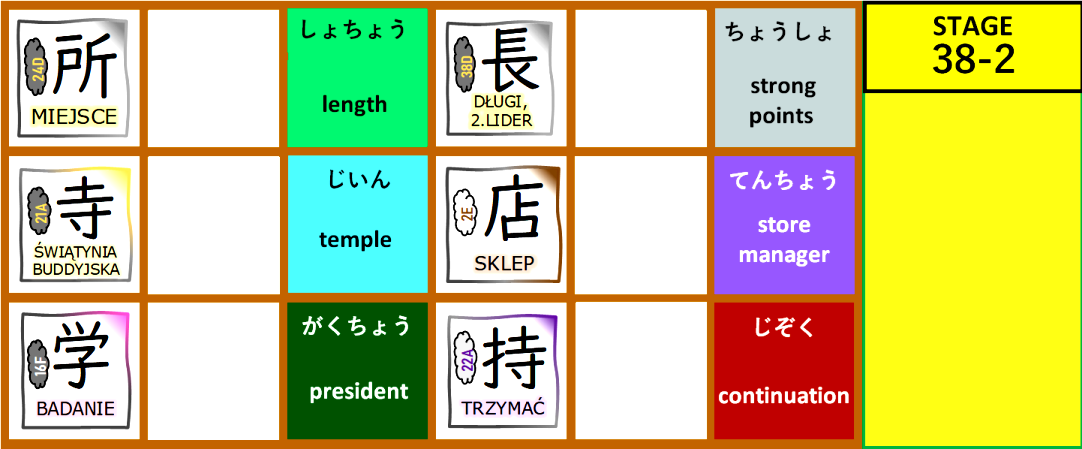 24D
所
MIEJSCE
しょちょう
length
38D
長
DŁUGI,
2.LIDER
ちょうしょ
strong
points
STAGE
38-2
21A
寺
ŚWIĄTYNIA
BUDDYJSKA
じいん
temple
2E
店
SKLEP
てんちょう
store
manager
16F
学
BADANIE
がくちょう
president
22A
持
TRZYMAĆ
じぞく
continuation